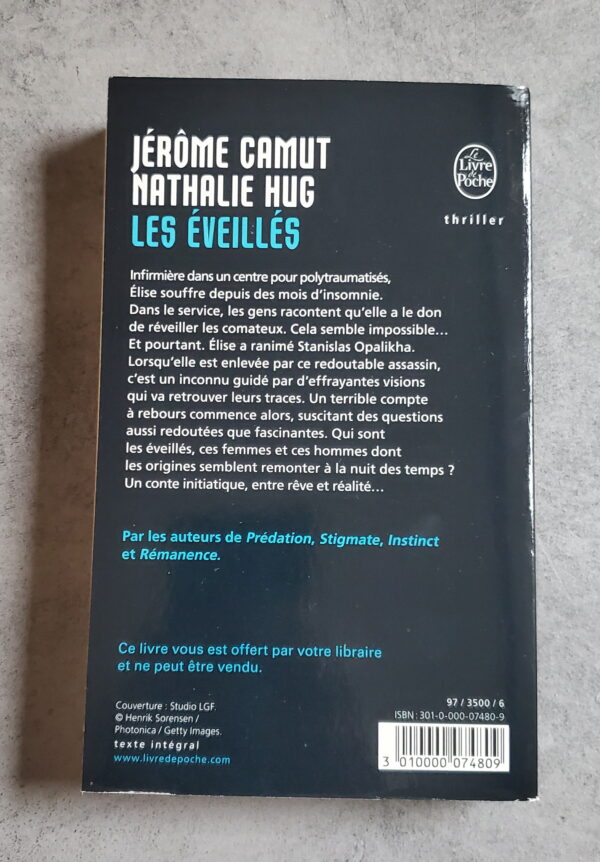 JÉRÔME CAMUT
NATHALIE HUG
LES ÉVEILLÉS
Le
Livre
de
Poche
thriller
Infirmière dans un centre pour polytraumatisés,
Élise souffre depuis des mois d'insomnie.
Dans le service, les gens racontent qu'elle a le don
de réveiller les comateux. Cela semble impossible...
Et pourtant. Élise a ranimé Stanislas Opalikha.
Lorsqu'elle est enlevée par ce redoutable assassin,
c'est un inconnu guidé par d'effrayantes visions
qui va retrouver leurs traces. Un terrible compte
à rebours commence alors, suscitant des questions
aussi redoutées que fascinantes. Qui sont
les éveillés, ces femmes et ces hommes dont
les origines semblent remonter à la nuit des temps ?
Un conte initiatique, entre rêve et réalité...
Par les auteurs de Prédation, Stigmate, Instinct
et Rémanence.
Ce livre vous est offert par votre libraire
et ne peut être vendu.
Couverture : Studio LGF.
© Henrik Sorensen /
Photonica / Getty Images.
texte intégral
www.livredepoche.com
97 / 3500 / 6
ISBN : 301-0-000-07480-9
3 010000 074809